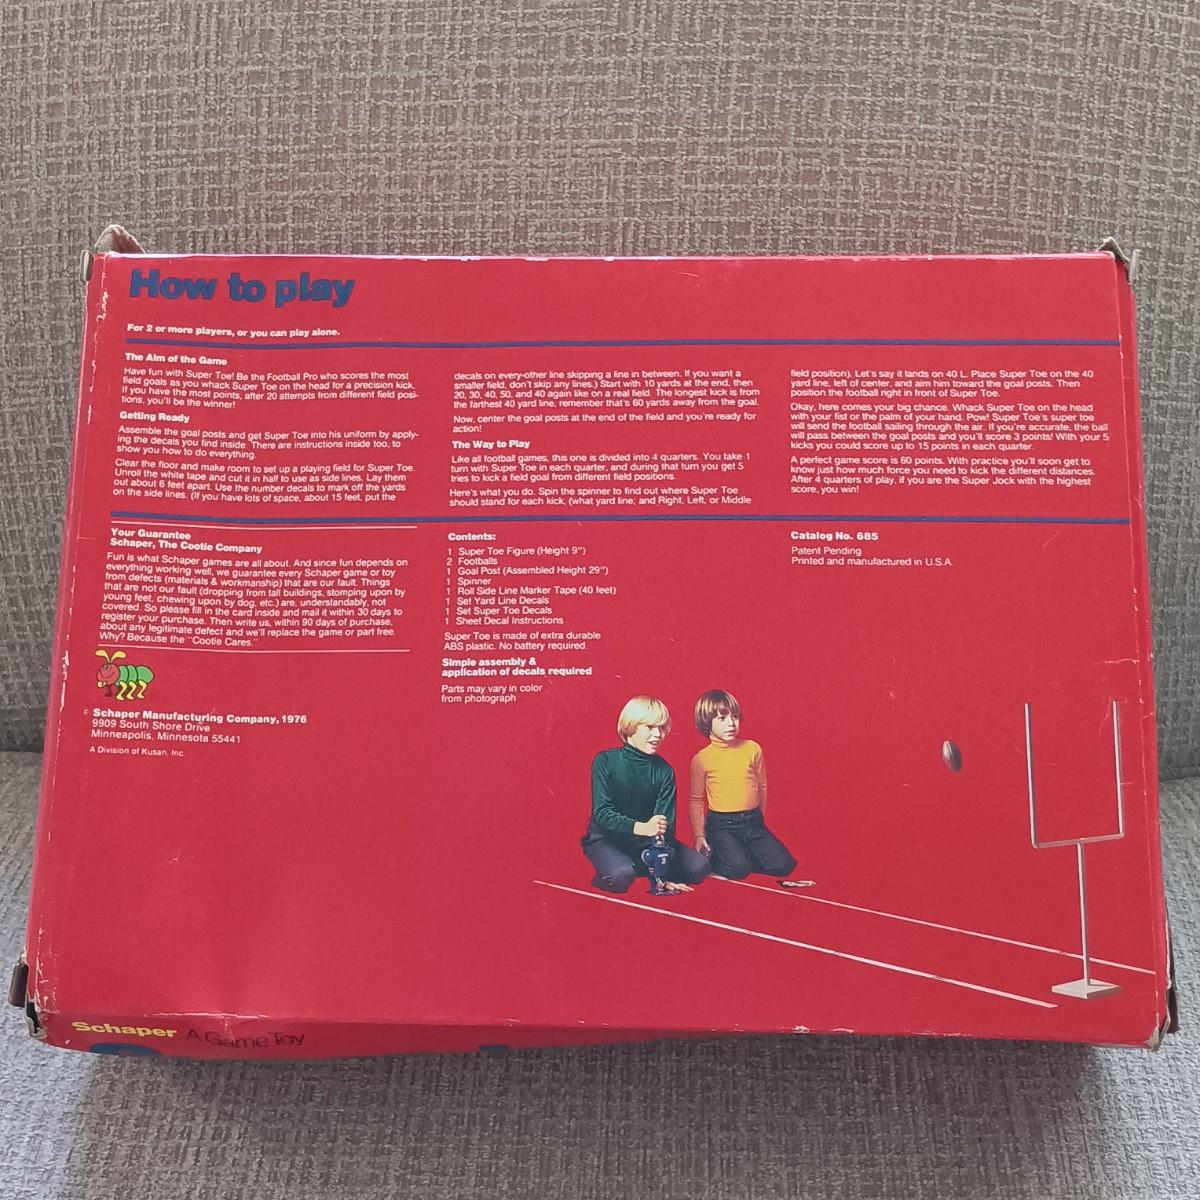 How to play
For 2 or more players, or you can play alone.
The Aim of the Game
Have fun with Super Toe! Be the Football Pro who scores the most
field goals as you whack Super Toe on the head for a precision kick.
If you have the most points, after 20 attempts from different field posi-
tions, you'll be the winner!
Getting Ready
Assemble the goal posts and get Super Toe into his uniform by apply-
ing the decals you find inside. There are instructions inside too, to
show you how to do everything.
Clear the floor and make room to set up a playing field for Super Toe.
Unroll the white tape and cut it in half to use as side lines. Lay them
out about 6 feet apart. Use the number decals to mark off the yards
on the side lines. (If you have lots of space, about 15 feet, put the
decals on every-other line skipping a line in between. If you want a
smaller field, don't skip any lines.) Start with 10 yards at the end, then
20, 30, 40, 50, and 40 again like on a real field. The longest kick is from
the farthest 40 yard line, remember that's 60 yards away from the goal.
Now, center the goal posts at the end of the field and you're ready for
action!
The Way to Play
Like all football games, this one is divided into 4 quarters. You take 1
turn with Super Toe in each quarter, and during that turn you get 5
tries to kick a field goal from different field positions.
Here's what you do. Spin the spinner to find out where Super Toe
should stand for each kick, (what yard line; and Right, Left, or Middle
field position). Let's say it lands on 40 L. Place Super Toe on the 40
yard line, left of center, and aim him toward the goal posts. Then
position the football right in front of Super Toe.
Okay, here comes your big chance. Whack Super Toe on the head
with your fist or the palm of your hand. Pow! Super Toe's super toe
will send the football sailing through the air. If you're accurate, the ball
will pass between the goal posts and you'll score 3 points! With your 5
kicks you could score up to 15 points in each quarter.
A perfect game score is 60 points. With practice you'll soon get to
know just how much force you need to kick the different distances.
After 4 quarters of play, if you are the Super Jock with the highest
score, you win!
Your Guarantee
Schaper, The Cootie Company
Fun is what Schaper games are all about. And since fun depends on
everything working well, we guarantee every Schaper game or toy
from defects (materials & workmanship) that are our fault. Things
that are not our fault (dropping from tall buildings, stomping upon by
young feet, chewing upon by dog, etc.) are, understandably, not
covered. So please fill in the card inside and mail it within 30 days to
register your purchase. Then write us, within 90 days of purchase,
about any legitimate defect and we'll replace the game or part free.
Why? Because the "Cootie Cares."
© Schaper Manufacturing Company, 1976
9909 South Shore Drive
Minneapolis, Minnesota 55441
A Division of Kusan, Inc.
Contents:
1 Super Toe Figure (Height 9")
2 Footballs
1 Goal Post (Assembled Height 29")
1 Spinner
1 Roll Side Line Marker Tape (40 feet)
1 Set Yard Line Decals
1 Set Super Toe Decals
1 Sheet Decal Instructions
Super Toe is made of extra durable
ABS plastic. No battery required.
Simple assembly &
application of decals required
Parts may vary in color
from photograph
Catalog No. 685
Patent Pending
Printed and manufactured in U.S.A.
3
Schaper A Game Toy